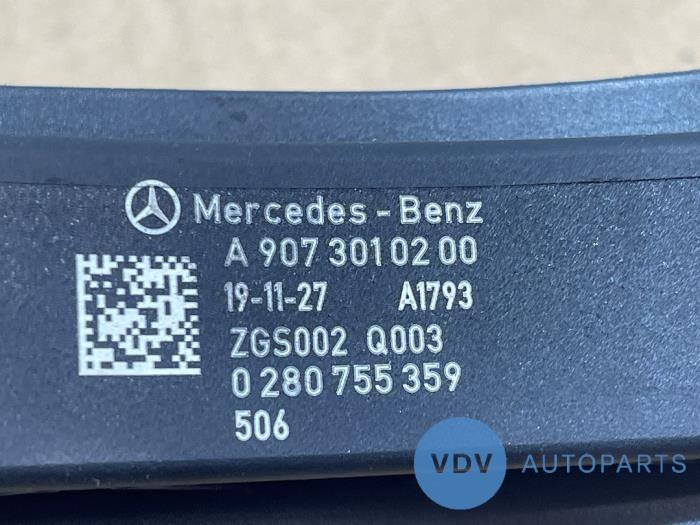 Mercedes-Benz
A 907 301 02 00
19-11-27 A1793
ZGS002 Q003
0 280 755 359
506
VDV AUTOPARTS